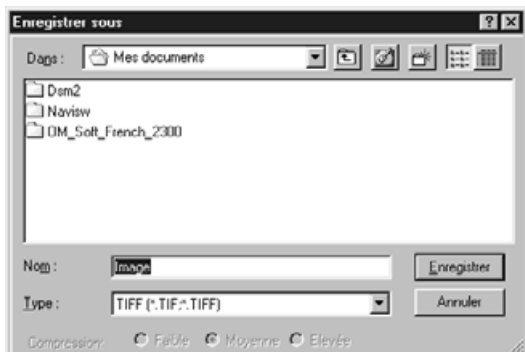 Enregistrer sous
Dans : Mes documents
Dsm2
Navisw
OM_Soft_French_2300
Nom : Image Enregistrer
Type : TIFF (*.TIF;*.TIFF) Annuler
Compression: Faible Moyenne Elevée